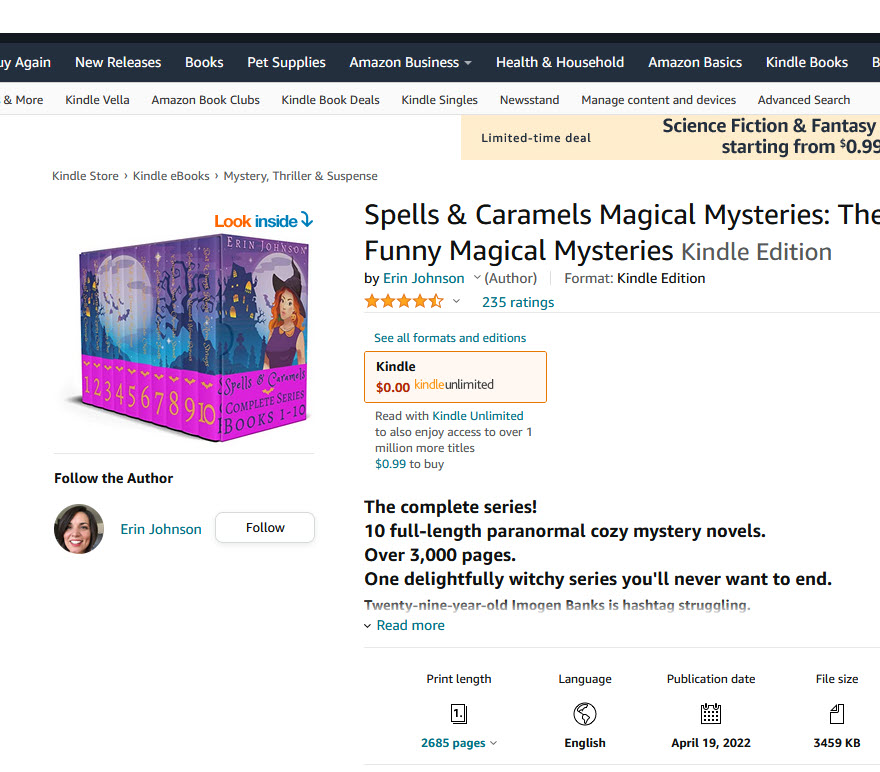 uy Again New Releases Books Pet Supplies Amazon Business Health & Household Amazon Basics Kindle Books B
& More Kindle Vella Amazon Book Clubs Kindle Book Deals Kindle Singles Newsstand Manage content and devices Advanced Search
Limited-time deal
Science Fiction & Fantasy
starting from $0.99
Kindle Store › Kindle eBooks › Mystery, Thriller & Suspense
Look inside
ERIN JOHNSON
1 2 3 4 5 6 7 8 9 10
Spells & Caramels
COMPLETE SERIES
BOOKS 1-10
Follow the Author
Erin Johnson Follow
Spells & Caramels Magical Mysteries: The
Funny Magical Mysteries Kindle Edition
by Erin Johnson (Author) Format: Kindle Edition
235 ratings
See all formats and editions
Kindle
$0.00 kindleunlimited
Read with Kindle Unlimited
to also enjoy access to over 1
million more titles
$0.99 to buy
The complete series!
10 full-length paranormal cozy mystery novels.
Over 3,000 pages.
One delightfully witchy series you'll never want to end.
Twenty-nine-year-old Imogen Banks is hashtag struggling.
Read more
Print length Language Publication date File size
1.
2685 pages English April 19, 2022 3459 KB